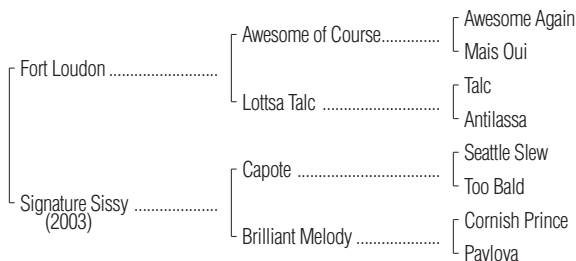 Awesome Again
Awesome of Course..............
Mais Oui
Fort Loudon ..........................
Talc
Lottsa Talc ............................
Antilassa
Seattle Slew
Capote ..................................
Too Bald
Signature Sissy ....................
(2003)
Cornish Prince
Brilliant Melody ....................
Pavlova